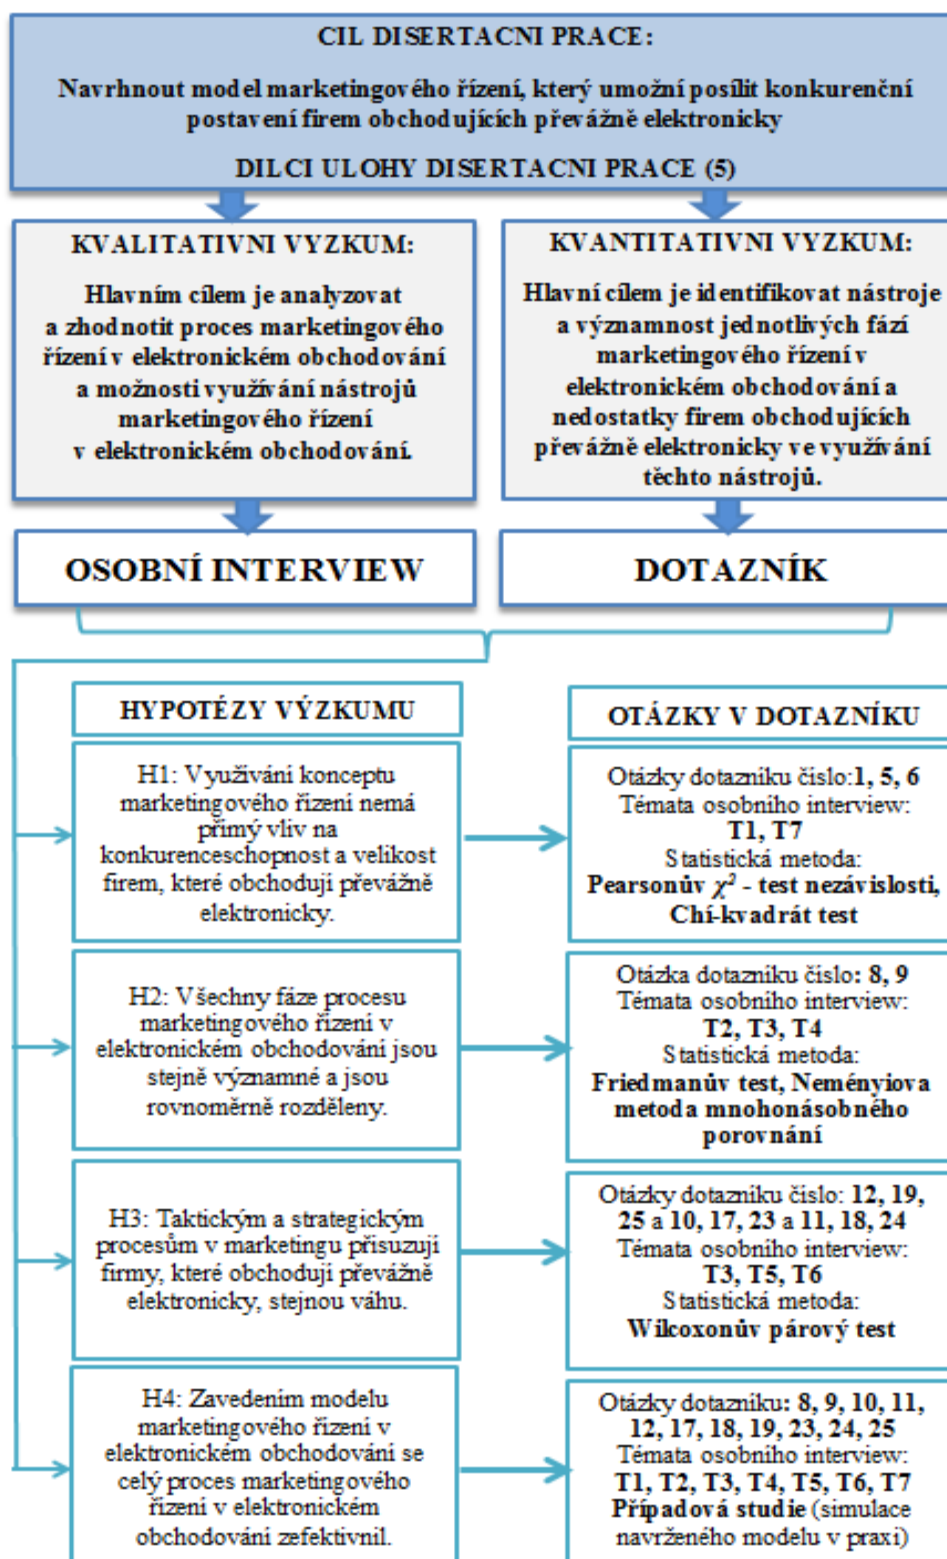 CIL DISERTACNI PRACE:
Navrhnout model marketingového řízení, který umožní posílit konkurenční
postavení firem obchodujících převážně elektronicky
DILCI ULOHY DISERTACNI PRACE (5)
KVALITATIVNI VYZKUM:
Hlavním cílem je analyzovat
a zhodnotit proces marketingového
řízení v elektronickém obchodování
a možnosti využívání nástrojů
marketingového řízení
v elektronickém obchodování.
KVANTITATIVNI VYZKUM:
Hlavní cílem je identifikovat nástroje
a významnost jednotlivých fází
marketingového řízení v
elektronickém obchodování a
nedostatky firem obchodujících
převážně elektronicky ve využívání
těchto nástrojů.
OSOBNÍ INTERVIEW
DOTAZNÍK
HYPOTÉZY VÝZKUMU
OTÁZKY V DOTAZNÍKU
H1: Využívání konceptu
marketingového řízení nemá
přímý vliv na
konkurenceschopnost a velikost
firem, které obchodují převážně
elektronicky.
Otázky dotazníku číslo:1, 5, 6
Témata osobního interview:
T1, T7
Statistická metoda:
Pearsonův χ² - test nezávislosti,
Chí-kvadrát test
H2: Všechny fáze procesu
marketingového řízení v
elektronickém obchodování jsou
stejně významné a jsou
rovnoměrně rozděleny.
Otázka dotazníku číslo: 8, 9
Témata osobního interview:
T2, T3, T4
Statistická metoda:
Friedmanův test, Neményiova
metoda mnohonásobného
porovnání
H3: Taktickým a strategickým
procesům v marketingu přisuzují
firmy, které obchodují převážně
elektronicky, stejnou váhu.
Otázky dotazníku číslo: 12, 19,
25 a 10, 17, 23 a 11, 18, 24
Témata osobního interview:
T3, T5, T6
Statistická metoda:
Wilcoxonův párový test
H4: Zavedením modelu
marketingového řízení v
elektronickém obchodování se
celý proces marketingového
řízení v elektronickém
obchodování zefektivnil.
Otázky dotazníku: 8, 9, 10, 11,
12, 17, 18, 19, 23, 24, 25
Témata osobního interview:
T1, T2, T3, T4, T5, T6, T7
Případová studie (simulace
navrženého modelu v praxi)